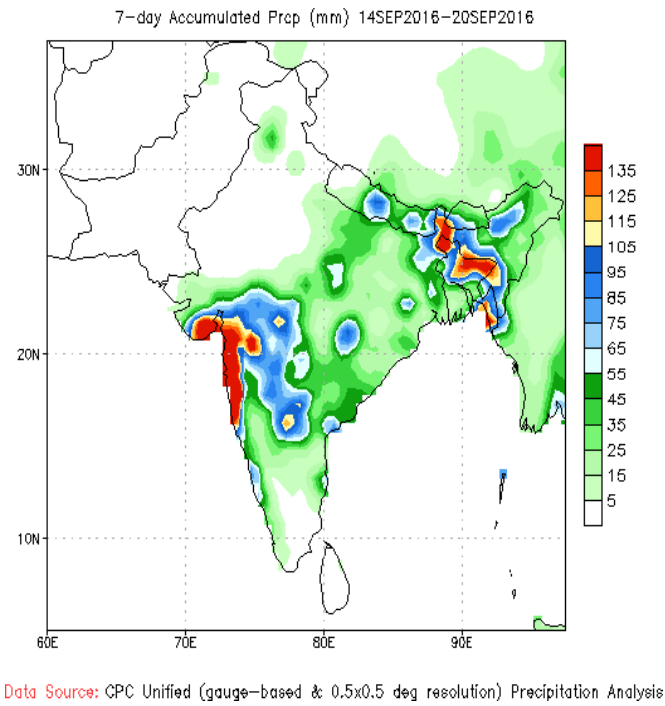 7-day Accumulated Prcp (mm) 14SEP2016-20SEP2016
30N
20N
10N
60E
70E
80E
90E
135
125
115
105
95
85
75
65
55
45
35
25
15
5
Data Source: CPC Unified (gauge-based & 0.5x0.5 deg resolution) Precipitation Analysis